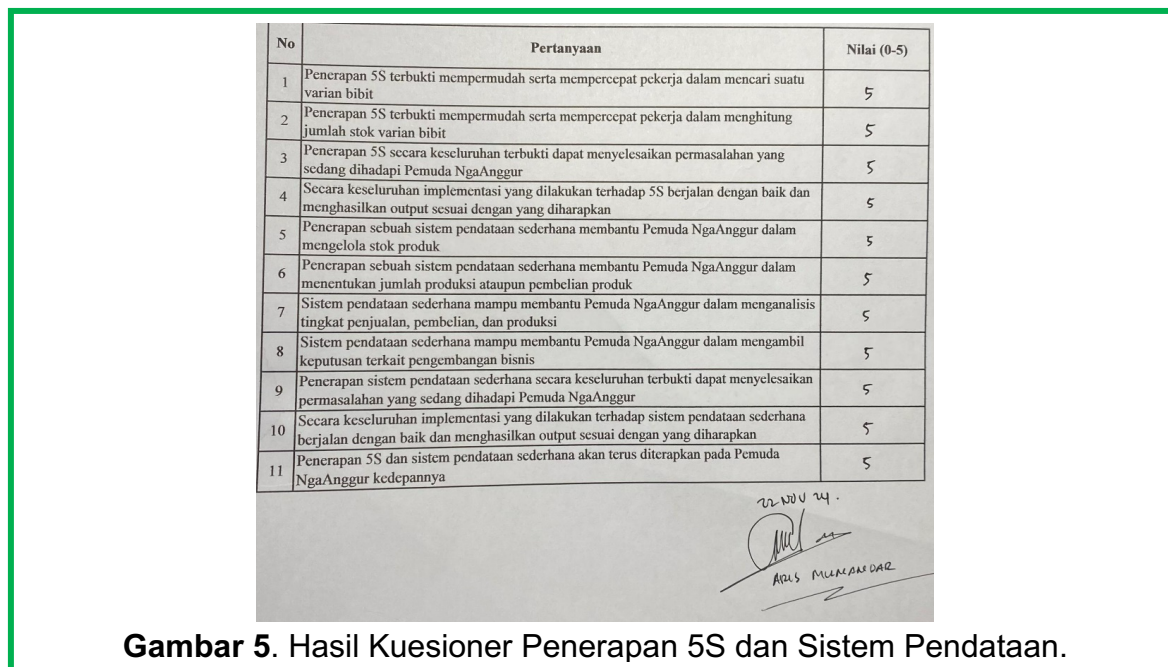 No Pertanyaan Nilai (0-5)
1 Penerapan 5S terbukti mempermudah serta mempercepat pekerja dalam mencari suatu
varian bibit 5
2 Penerapan 5S terbukti mempermudah serta mempercepat pekerja dalam menghitung
jumlah stok varian bibit 5
3 Penerapan 5S secara keseluruhan terbukti dapat menyelesaikan permasalahan yang
sedang dihadapi Pemuda NgaAnggur 5
4 Secara keseluruhan implementasi yang dilakukan terhadap 5S berjalan dengan baik dan
menghasilkan output sesuai dengan yang diharapkan 5
5 Penerapan sebuah sistem pendataan sederhana membantu Pemuda NgaAnggur dalam
mengelola stok produk 5
6 Penerapan sebuah sistem pendataan sederhana membantu Pemuda NgaAnggur dalam
menentukan jumlah produksi ataupun pembelian produk 5
7 Sistem pendataan sederhana mampu membantu Pemuda NgaAnggur dalam menganalisis
tingkat penjualan, pembelian, dan produksi 5
8 Sistem pendataan sederhana mampu membantu Pemuda NgaAnggur dalam mengambil
keputusan terkait pengembangan bisnis 5
9 Penerapan sistem pendataan sederhana secara keseluruhan terbukti dapat menyelesaikan
permasalahan yang sedang dihadapi Pemuda NgaAnggur 5
10 Secara keseluruhan implementasi yang dilakukan terhadap sistem pendataan sederhana
berjalan dengan baik dan menghasilkan output sesuai dengan yang diharapkan 5
11 Penerapan 5S dan sistem pendataan sederhana akan terus diterapkan pada Pemuda
NgaAnggur kedepannya 5
22 NOV 24.
ARIS MUNANDAR
Gambar 5. Hasil Kuesioner Penerapan 5S dan Sistem Pendataan.